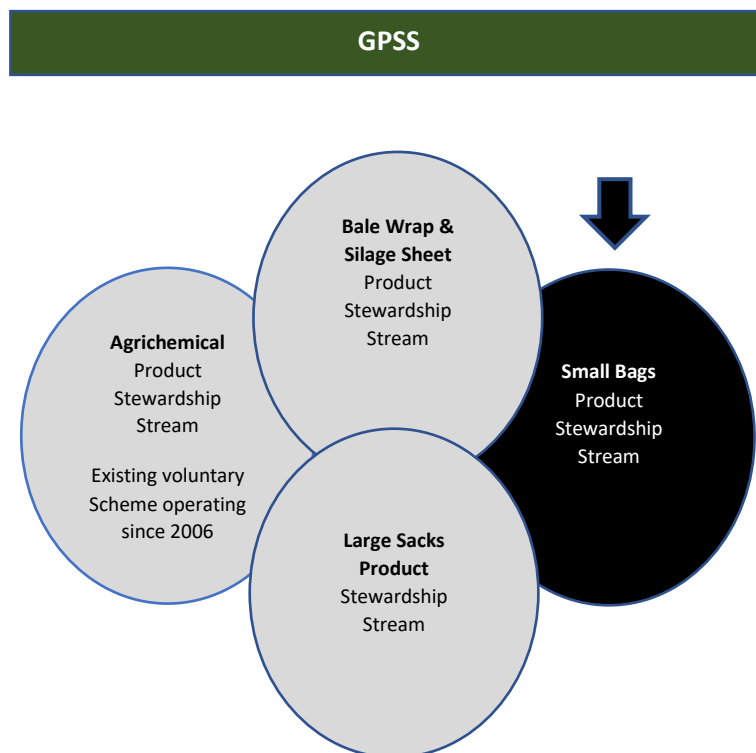 GPSS
Bale Wrap &
Silage Sheet
Product
Stewardship
Stream
Agrichemical
Product
Stewardship
Stream
Existing voluntary
Scheme operating
since 2006
Small Bags
Product
Stewardship
Stream
Large Sacks
Product
Stewardship
Stream